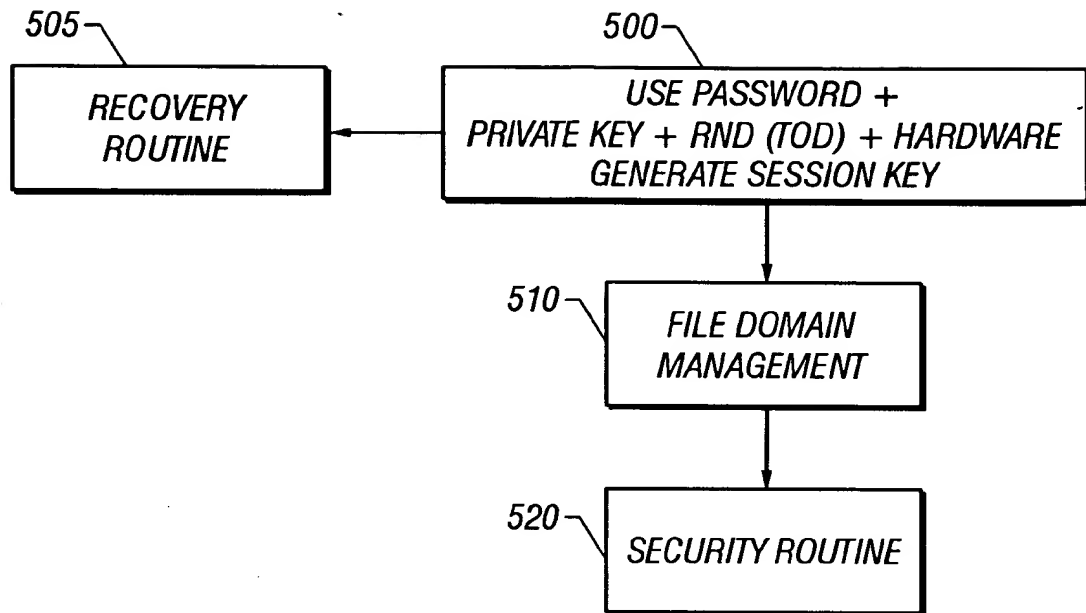 505
500
RECOVERY
ROUTINE
USE PASSWORD +
PRIVATE KEY + RND (TOD) + HARDWARE
GENERATE SESSION KEY
510
FILE DOMAIN
MANAGEMENT
520
SECURITY ROUTINE